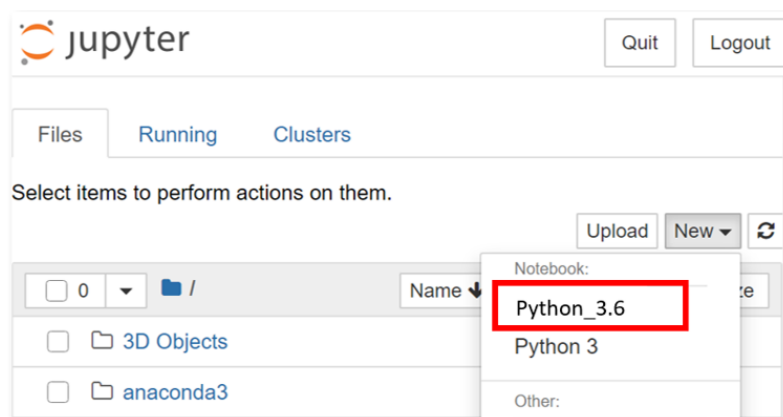 jupyter Quit Logout
Files Running Clusters
Select items to perform actions on them.
Upload New
0 / Name ze
Notebook:
Python_3.6
3D Objects Python 3
anaconda3 Other: